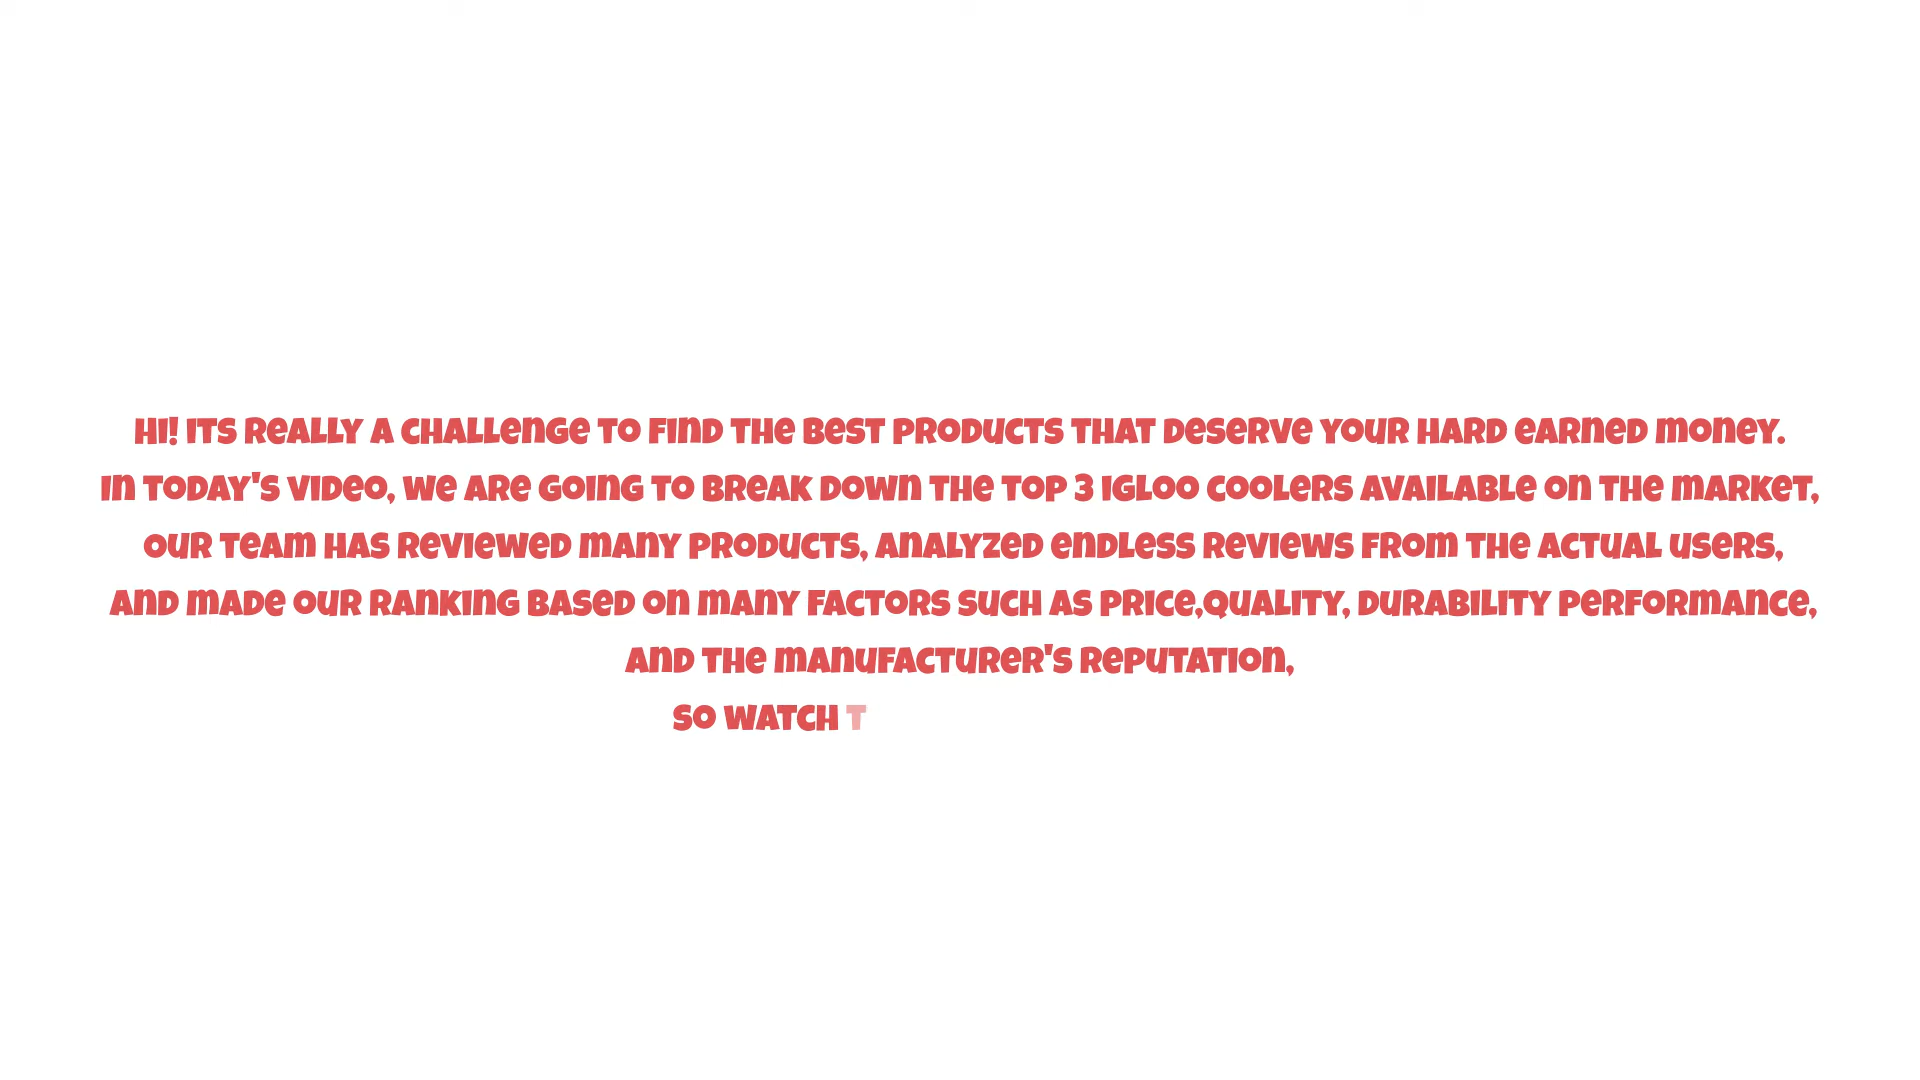 Hi! Its really a challenge to find the best products that deserve your hard earned money.
In today's video, we are going to break down the top 3 Igloo Coolers available on the market,
our team has reviewed many products, analyzed endless reviews from the actual users,
and made our ranking based on many factors such as price,quality, durability performance,
and the manufacturer's reputation,
so watch t